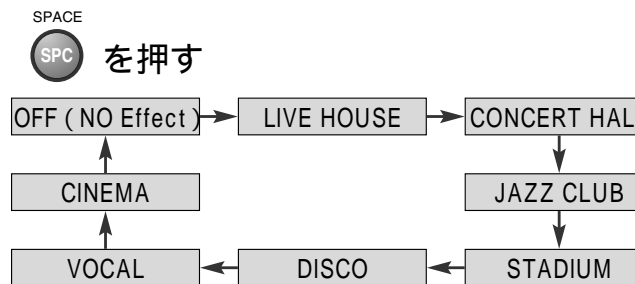 SPACE
SPC を押す
OFF ( NO Effect ) LIVE HOUSE CONCERT HAL
CINEMA JAZZ CLUB
VOCAL DISCO STADIUM